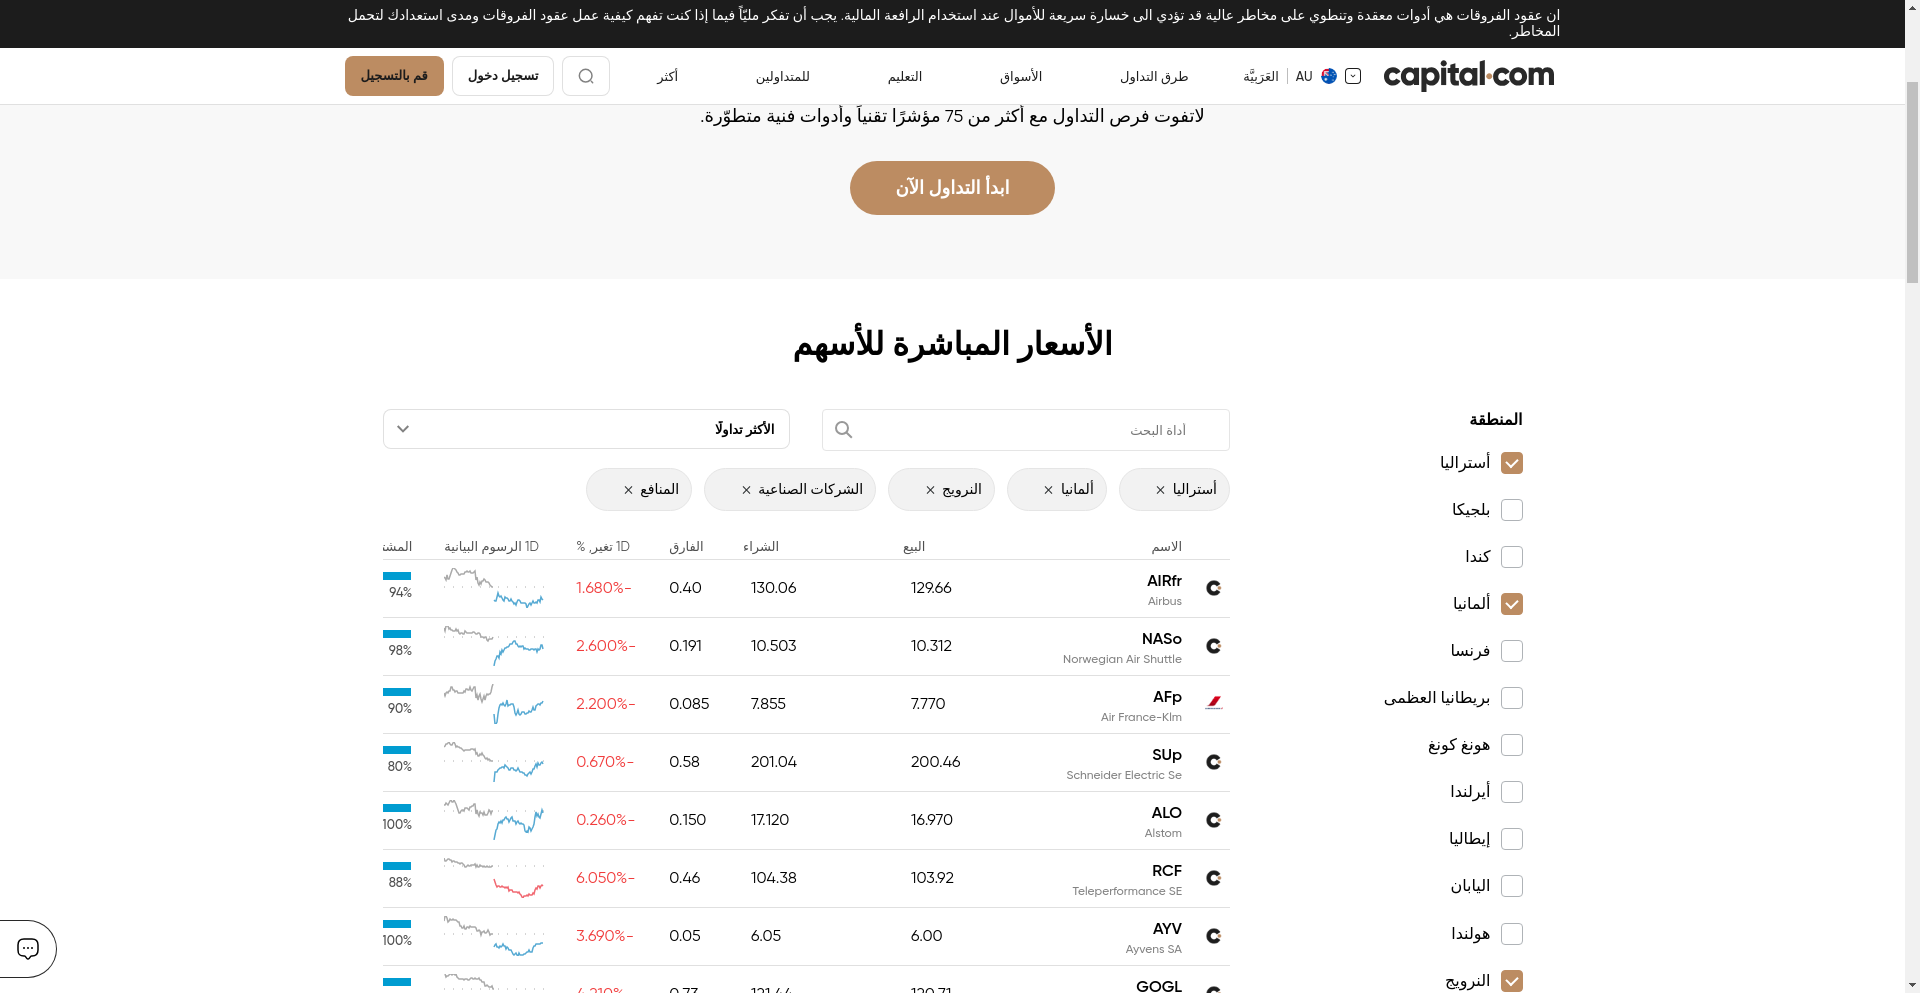 ان عقود الفروقات هي أدوات معقدة وتنطوي على مخاطر عالية قد تؤدي الى خسارة سريعة للأموال عند استخدام الرافعة المالية. يجب أن تفكر مليّاً فيما إذا كنت تفهم كيفية عمل عقود الفروقات ومدى استعدادك لتحمل
المخاطر.
capital.com AU العَرَبِيَّة طرق التداول الأسواق التعليم للمتداولين أكثر تسجيل دخول قم بالتسجيل
لاتفوت فرص التداول مع أكثر من 75 مؤشرًا تقنياً وأدوات فنية متطوّرة.
ابدأ التداول الآن
الأسعار المباشرة للأسهم
المنطقة
أستراليا
بلجيكا
كندا
ألمانيا
فرنسا
بريطانيا العظمى
هونغ كونغ
أيرلندا
إيطاليا
اليابان
هولندا
النرويج
أداة البحث
الأكثر تداولًا
أستراليا × ألمانيا × النرويج × الشركات الصناعية × المنافع ×
الاسم البيع الشراء الفارق 1D تغير, % 1D الرسوم البيانية
AIRfr 129.66 130.06 0.40 1.680%- 94%
Airbus
NASo 10.312 10.503 0.191 2.600%- 98%
Norwegian Air Shuttle
AFp 7.770 7.855 0.085 2.200%- 90%
Air France-Klm
SUp 200.46 201.04 0.58 0.670%- 80%
Schneider Electric Se
ALO 16.970 17.120 0.150 0.260%- 100%
Alstom
RCF 103.92 104.38 0.46 6.050%- 88%
Teleperformance SE
AYV 6.00 6.05 0.05 3.690%- 100%
Ayvens SA
GOGL